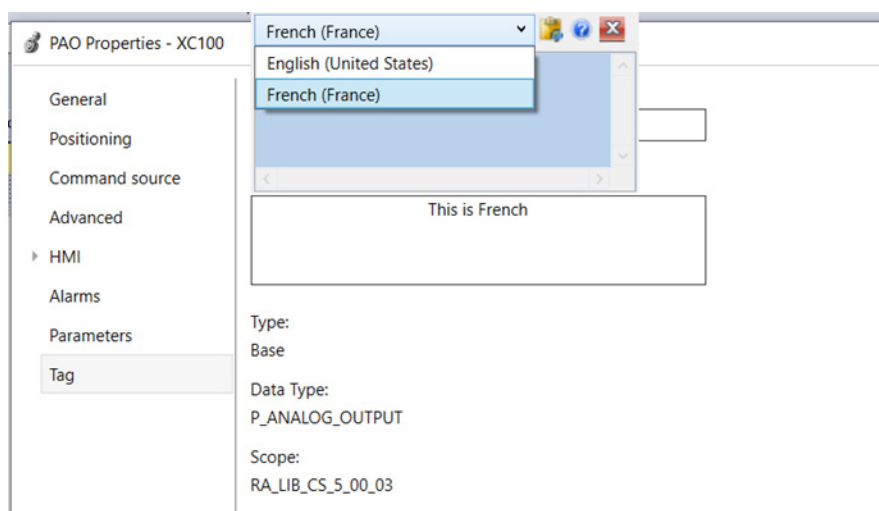 PAO Properties - XC100
French (France)
English (United States)
French (France)
General
Positioning
Command source
Advanced
HMI
Alarms
Parameters
Tag
This is French
Type:
Base
Data Type:
P_ANALOG_OUTPUT
Scope:
RA_LIB_CS_5_00_03